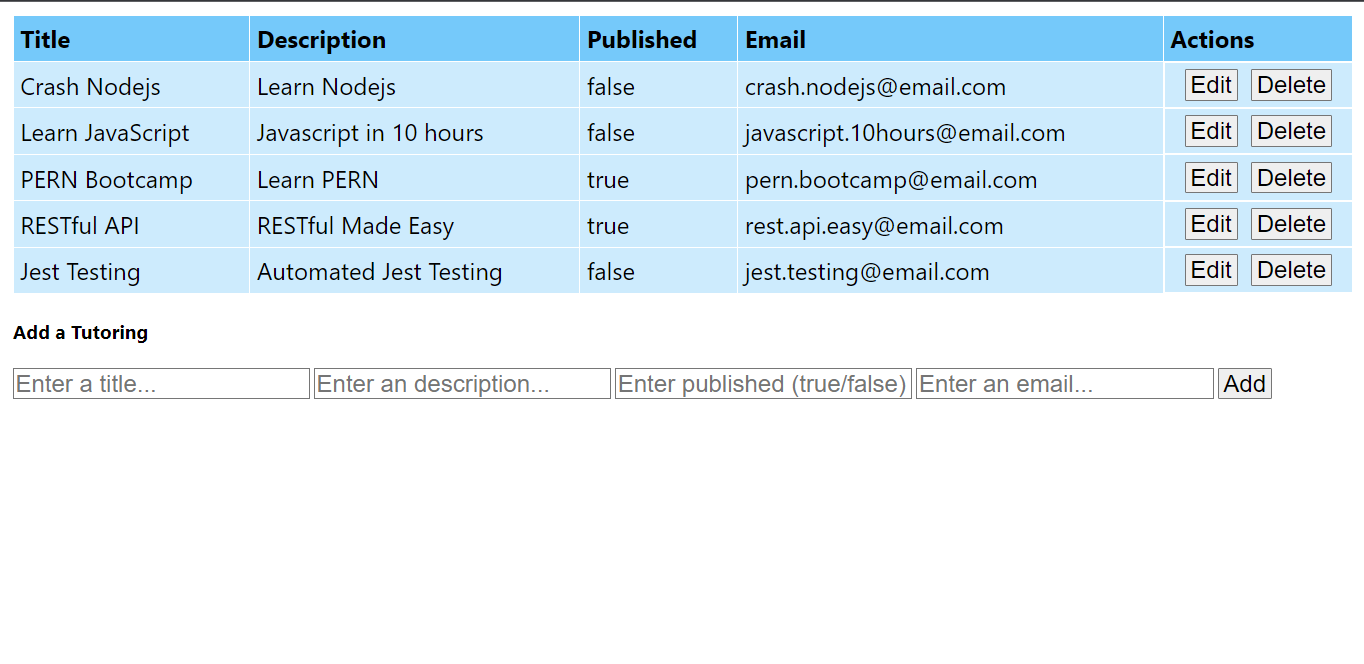 Title Description Published Email Actions
Crash Nodejs Learn Nodejs false crash.nodejs@email.com Edit Delete
Learn JavaScript Javascript in 10 hours false javascript.10hours@email.com Edit Delete
PERN Bootcamp Learn PERN true pern.bootcamp@email.com Edit Delete
RESTful API RESTful Made Easy true rest.api.easy@email.com Edit Delete
Jest Testing Automated Jest Testing false jest.testing@email.com Edit Delete
Add a Tutoring
Enter a title... Enter an description... Enter published (true/false) Enter an email... Add